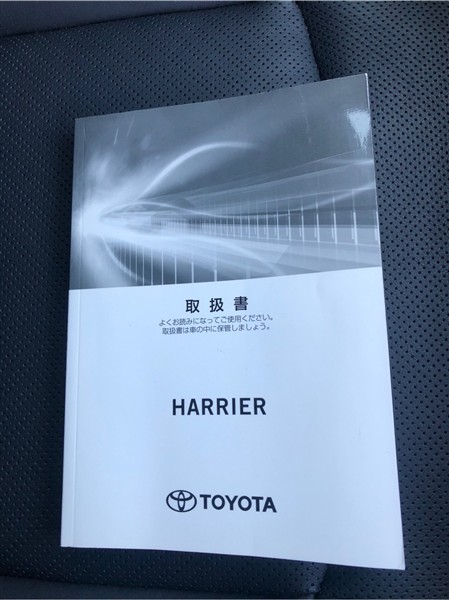 取扱書
よくお読みになってご使用ください。
取扱書は車の中に保管しましょう。
HARRIER
TOYOTA